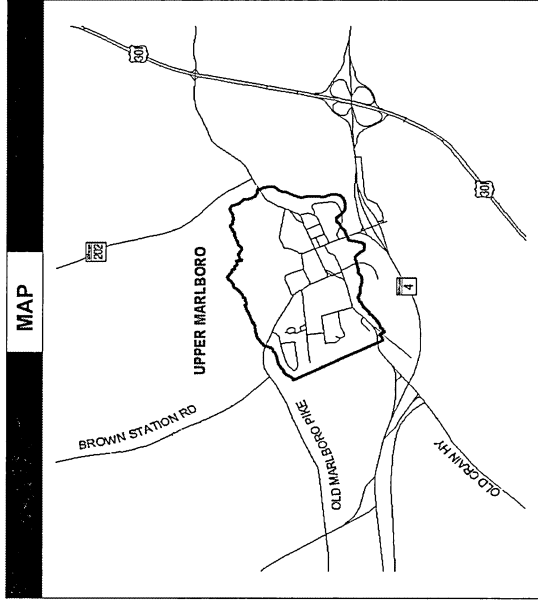 MAP
301
202
UPPER MARLBORO
BROWN STATION RD
OLD MARLBORO PIKE
4
301
OLD CRAIN HY